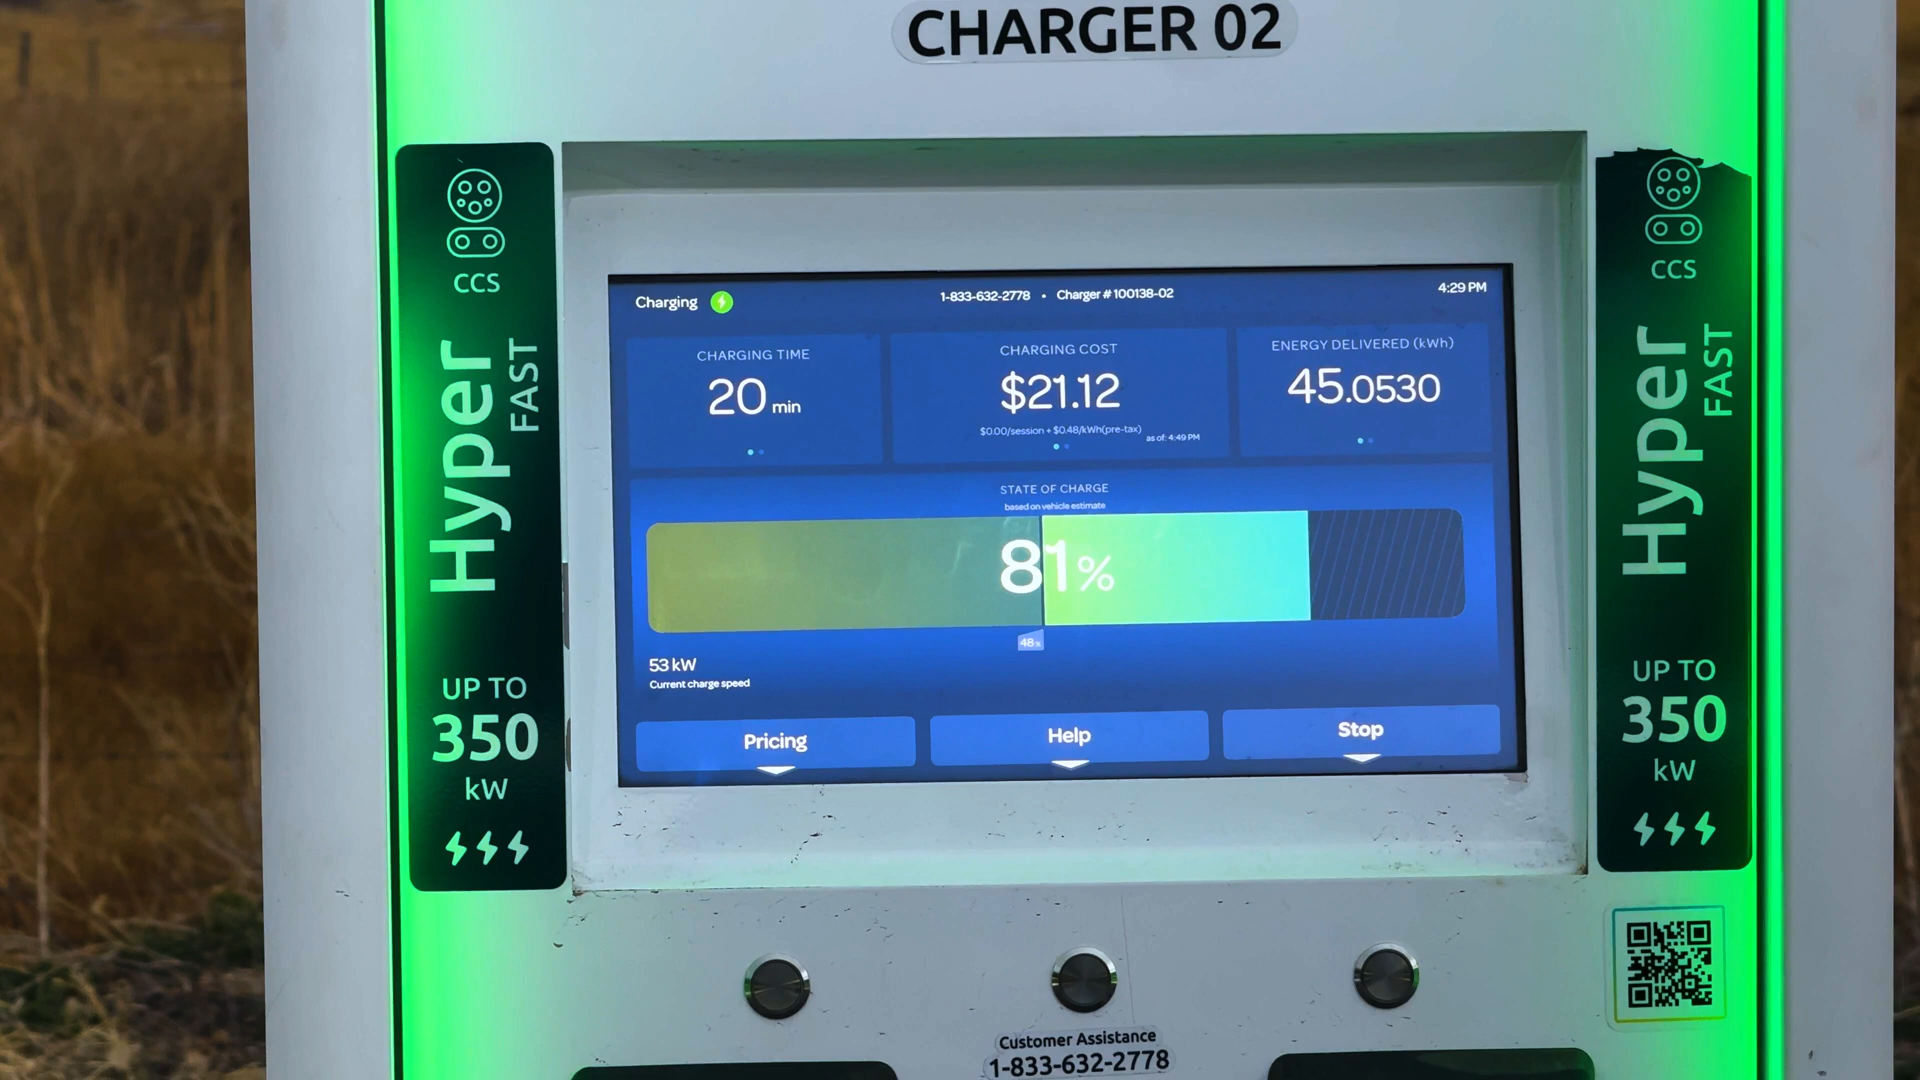 CHARGER 02
CCS
Hyper
FAST
UP TO
350
kW
Charging
1-833-632-2778 • Charger # 100138-02
4:29 PM
CHARGING TIME
20 min
CHARGING COST
$21.12
$0.00/session + $0.48/kWh(pre-tax)
as of: 4:49 PM
ENERGY DELIVERED (kWh)
45.0530
STATE OF CHARGE
based on vehicle estimate
81%
48%
53 kW
Current charge speed
Pricing
Help
Stop
CCS
Hyper
FAST
UP TO
350
kW
Customer Assistance
1-833-632-2778